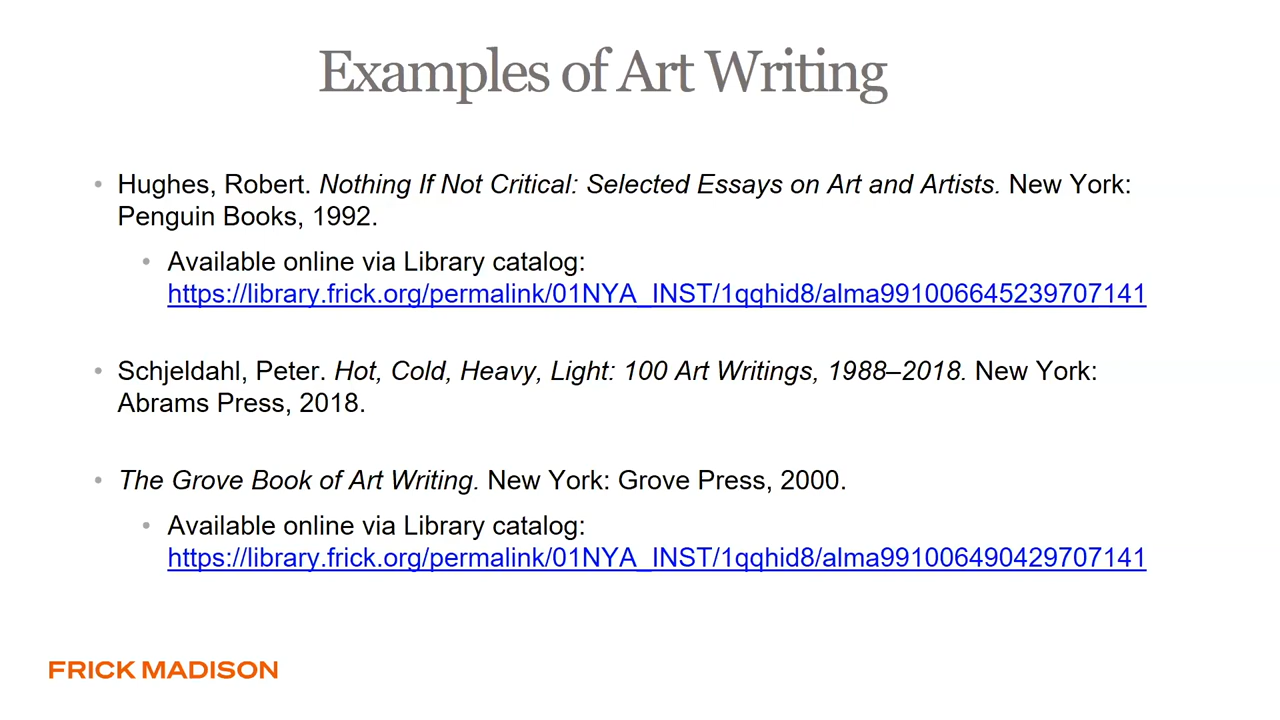 Examples of Art Writing
• Hughes, Robert. Nothing If Not Critical: Selected Essays on Art and Artists. New York:
Penguin Books, 1992.
• Available online via Library catalog:
https://library.frick.org/permalink/01NYA_INST/1qqhid8/alma991006645239707141
• Schjeldahl, Peter. Hot, Cold, Heavy, Light: 100 Art Writings, 1988–2018. New York:
Abrams Press, 2018.
• The Grove Book of Art Writing. New York: Grove Press, 2000.
• Available online via Library catalog:
https://library.frick.org/permalink/01NYA_INST/1qqhid8/alma991006490429707141
FRICK MADISON